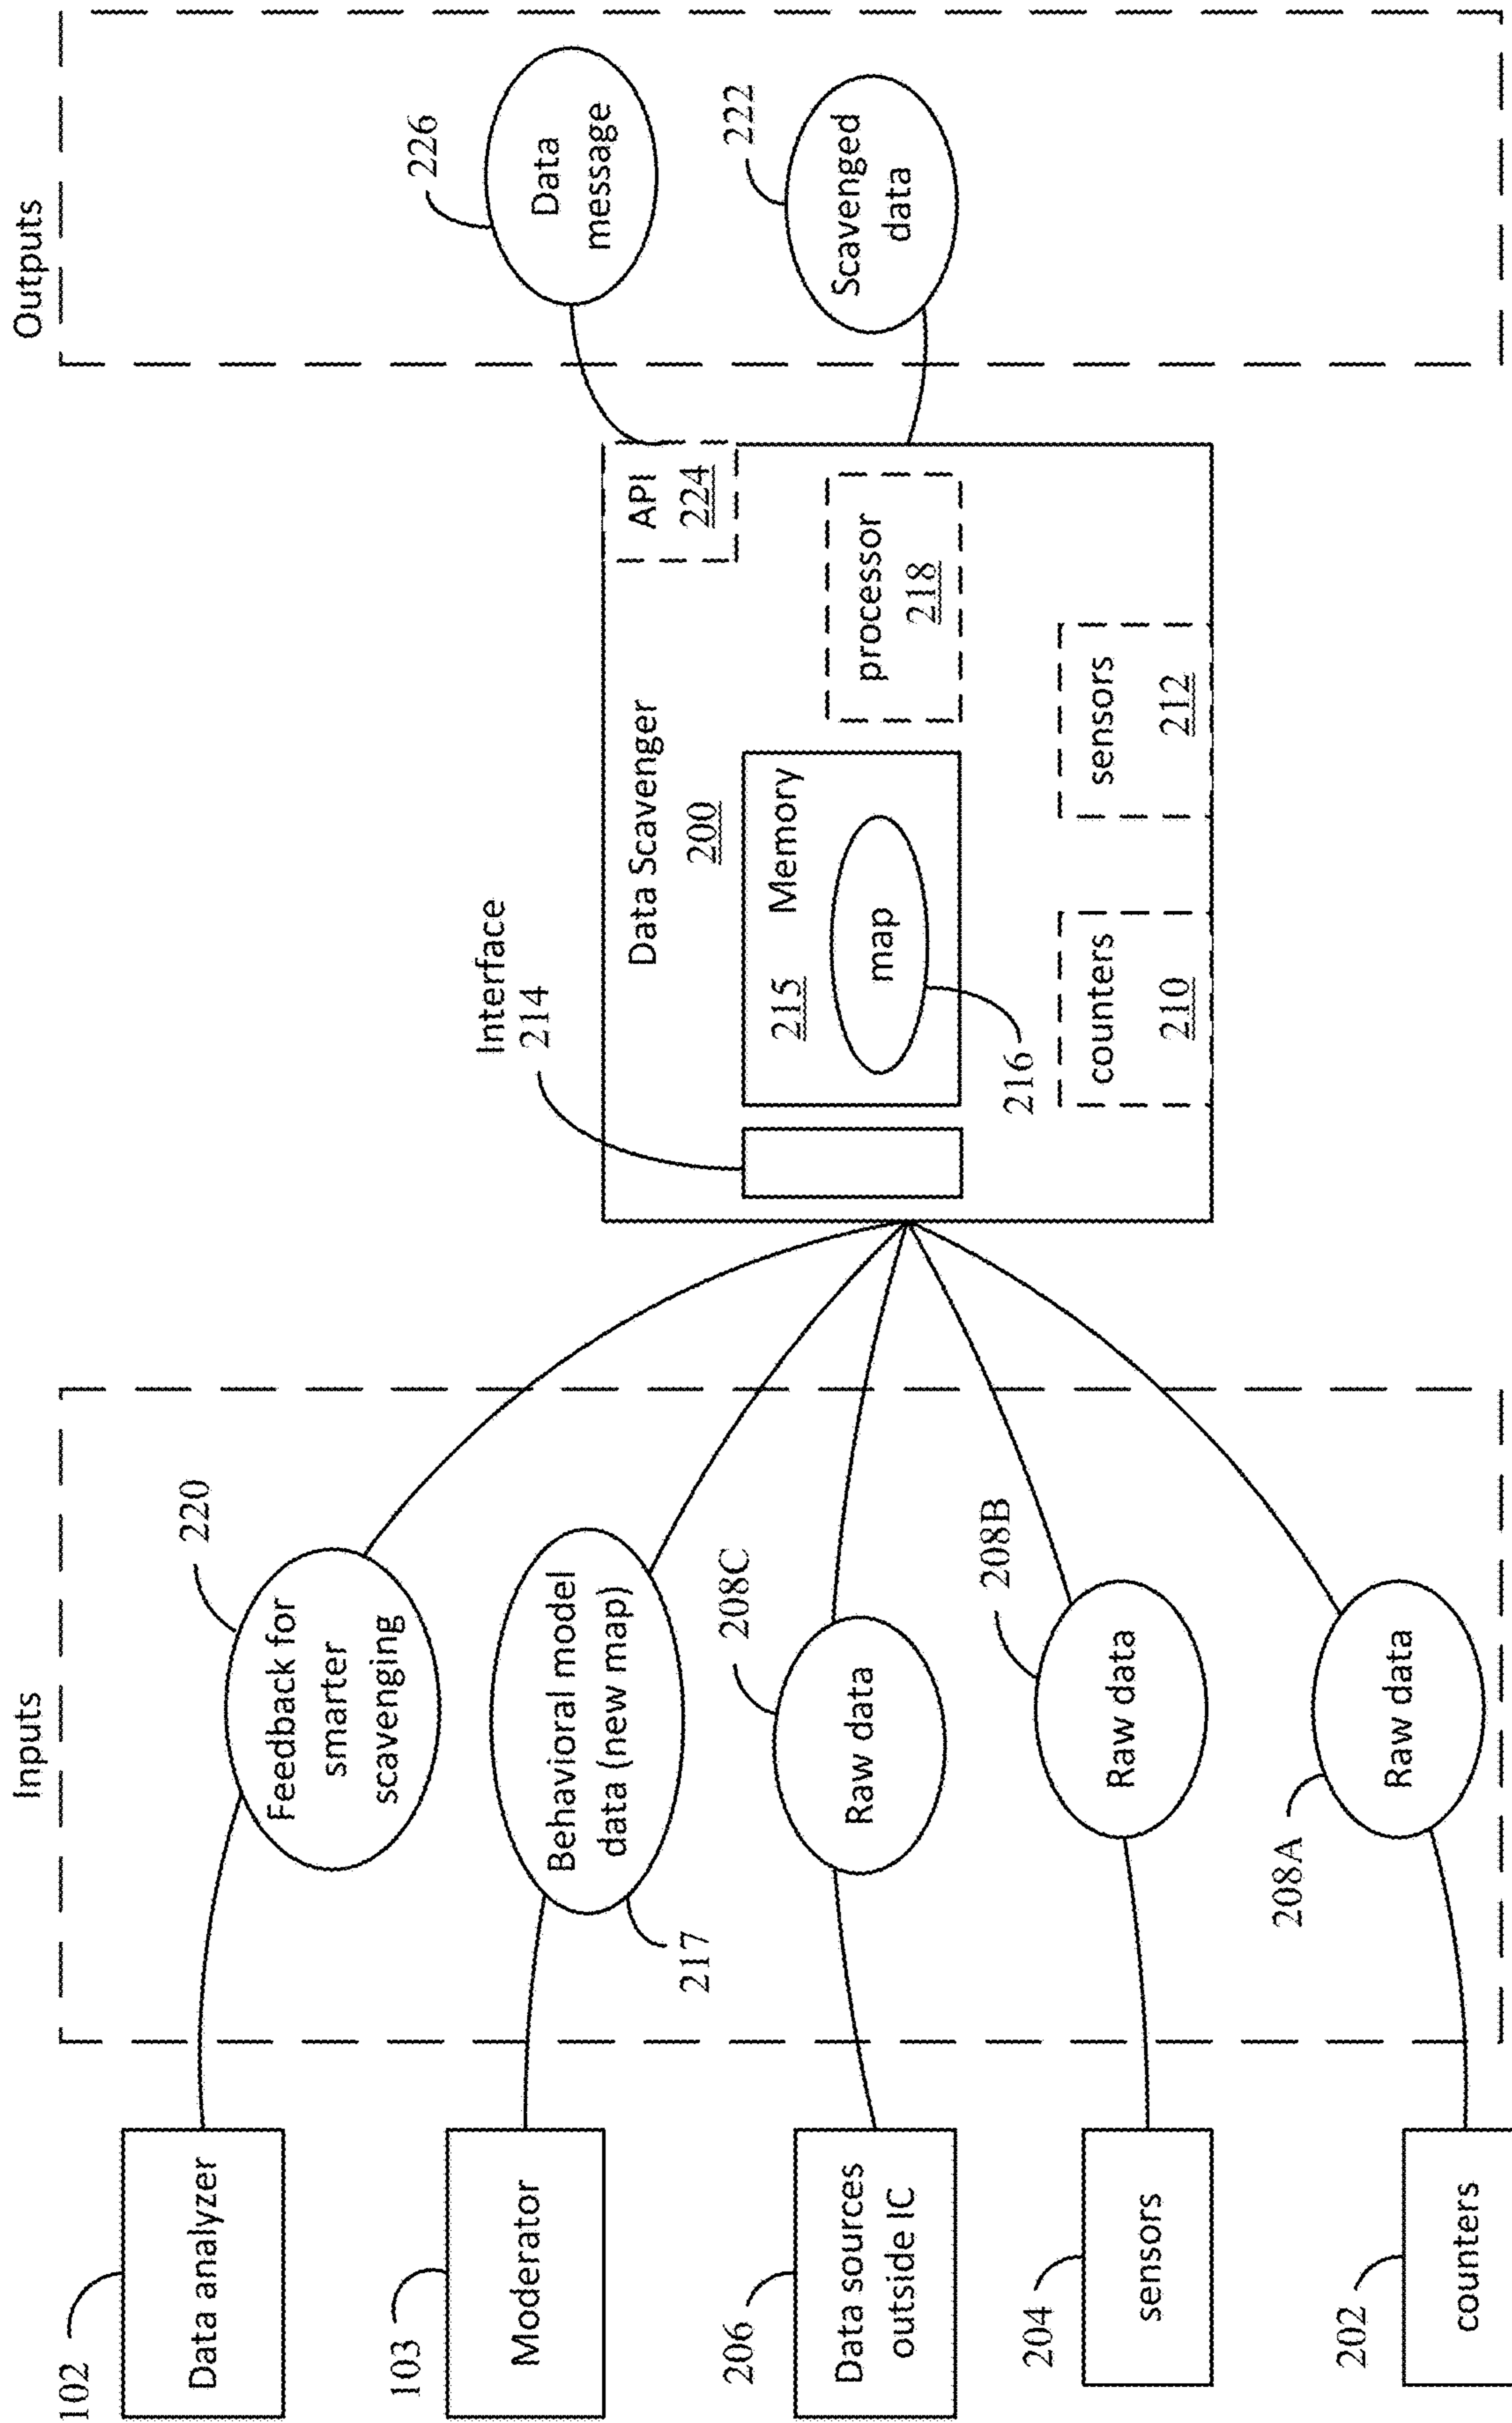 Inputs
Outputs
102
Data analyzer
103
Moderator
206
Data sources
outside IC
204
sensors
202
counters
220
Feedback for
smarter
scavenging
Behavioral model
data (new map)
217
208C
Raw data
208B
Raw data
208A
Raw data
Interface
214
Data Scavenger
200
API
224
215
Memory
map
216
processor
218
counters
210
sensors
212
226
Data
message
222
Scavenged
data